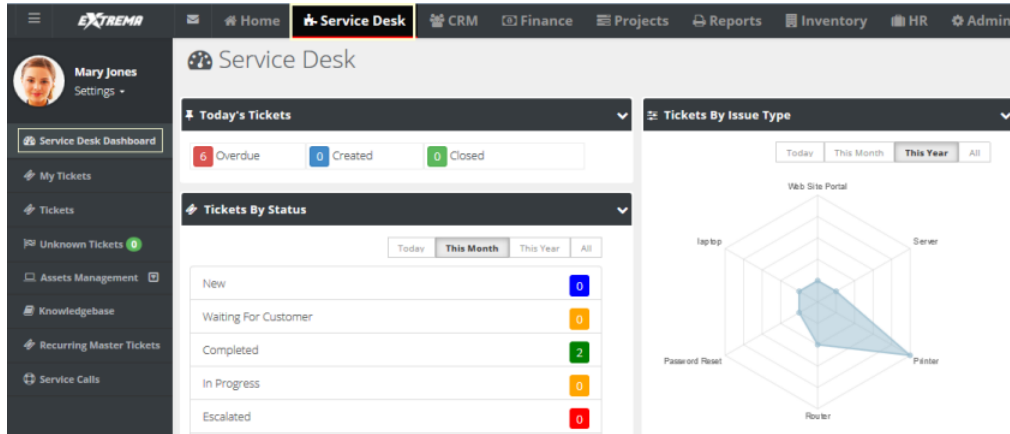 EXTREMA
Home
Service Desk
CRM
Finance
Projects
Reports
Inventory
HR
Admin
Mary Jones
Settings
Service Desk Dashboard
My Tickets
Tickets
Unknown Tickets 0
Assets Management
Knowledgebase
Recurring Master Tickets
Service Calls
Service Desk
Today's Tickets
6 Overdue
0 Created
0 Closed
Tickets By Status
Today This Month This Year All
New 0
Waiting For Customer 0
Completed 2
In Progress 0
Escalated 0
Tickets By Issue Type
Today This Month This Year All
Web Site Portal
laptop
Server
Password Reset
Printer
Router